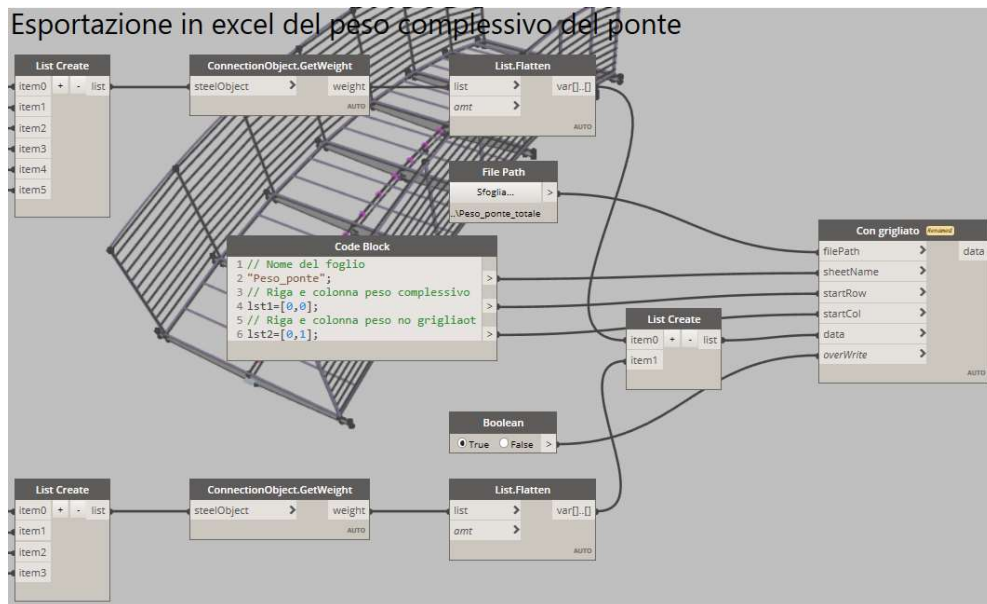 Esportazione in excel del peso complessivo del ponte
List Create
item0 + - list
item1
item2
item3
item4
item5
ConnectionObject.GetWeight
steelObject > weight
AUTO
List.Flatten
list > var[]..[]
amt >
AUTO
File Path
Sfoglia... >
..\Peso_ponte_totale
Code Block
1 // Nome del foglio
2 "Peso_ponte"; >
3 // Riga e colonna peso complessivo
4 lst1=[0,0]; >
5 // Riga e colonna peso no grigliaot
6 lst2=[0,1]; >
Con grigliato Renamed
filePath > data
sheetName >
startRow >
startCol >
data >
overWrite >
AUTO
List Create
item0 + - list
item1
Boolean
True False >
List Create
item0 + - list
item1
item2
item3
ConnectionObject.GetWeight
steelObject > weight
AUTO
List.Flatten
list > var[]..[]
amt >
AUTO